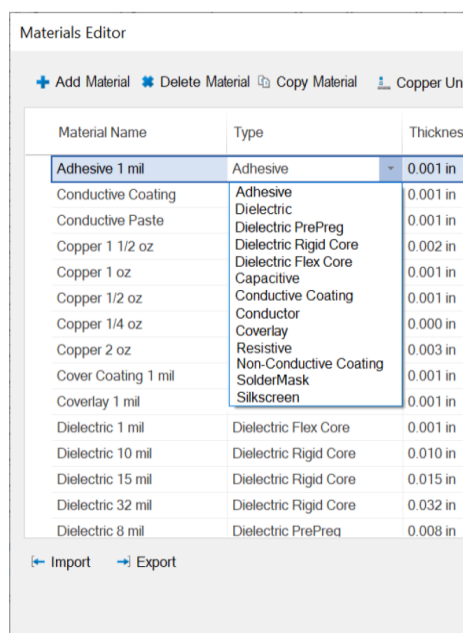 Materials Editor
Add Material Delete Material Copy Material Copper Un
Material Name Type Thicknes
Adhesive 1 mil Adhesive 0.001 in
Conductive Coating Adhesive 0.001 in
Dielectric
Conductive Paste Dielectric PrePreg 0.001 in
Copper 1 1/2 oz Dielectric Rigid Core 0.002 in
Dielectric Flex Core
Copper 1 oz Capacitive 0.001 in
Copper 1/2 oz Conductive Coating 0.001 in
Conductor
Copper 1/4 oz Coverlay 0.000 in
Copper 2 oz Resistive 0.003 in
Non-Conductive Coating
Cover Coating 1 mil SolderMask 0.001 in
Coverlay 1 mil Silkscreen 0.001 in
Dielectric 1 mil Dielectric Flex Core 0.001 in
Dielectric 10 mil Dielectric Rigid Core 0.010 in
Dielectric 15 mil Dielectric Rigid Core 0.015 in
Dielectric 32 mil Dielectric Rigid Core 0.032 in
Dielectric 8 mil Dielectric PrePreg 0.008 in
Import Export